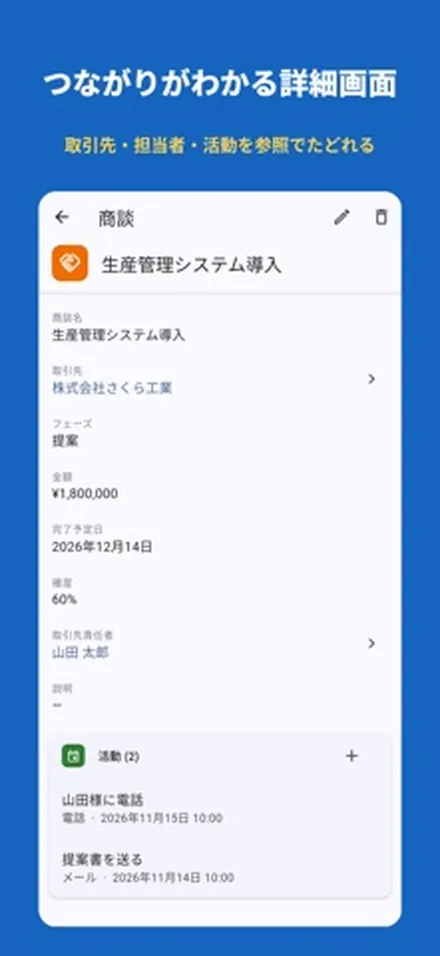 つながりがわかる詳細画面
取引先・担当者・活動を参照でたどれる
商談
生産管理システム導入
商談名
生産管理システム導入
取引先
株式会社さくら工業
フェーズ
提案
金額
¥1,800,000
完了予定日
2026年12月14日
確度
60%
取引先責任者
山田 太郎
説明
—
活動 (2)
山田様に電話
電話 · 2026年11月15日 10:00
提案書を送る
メール · 2026年11月14日 10:00